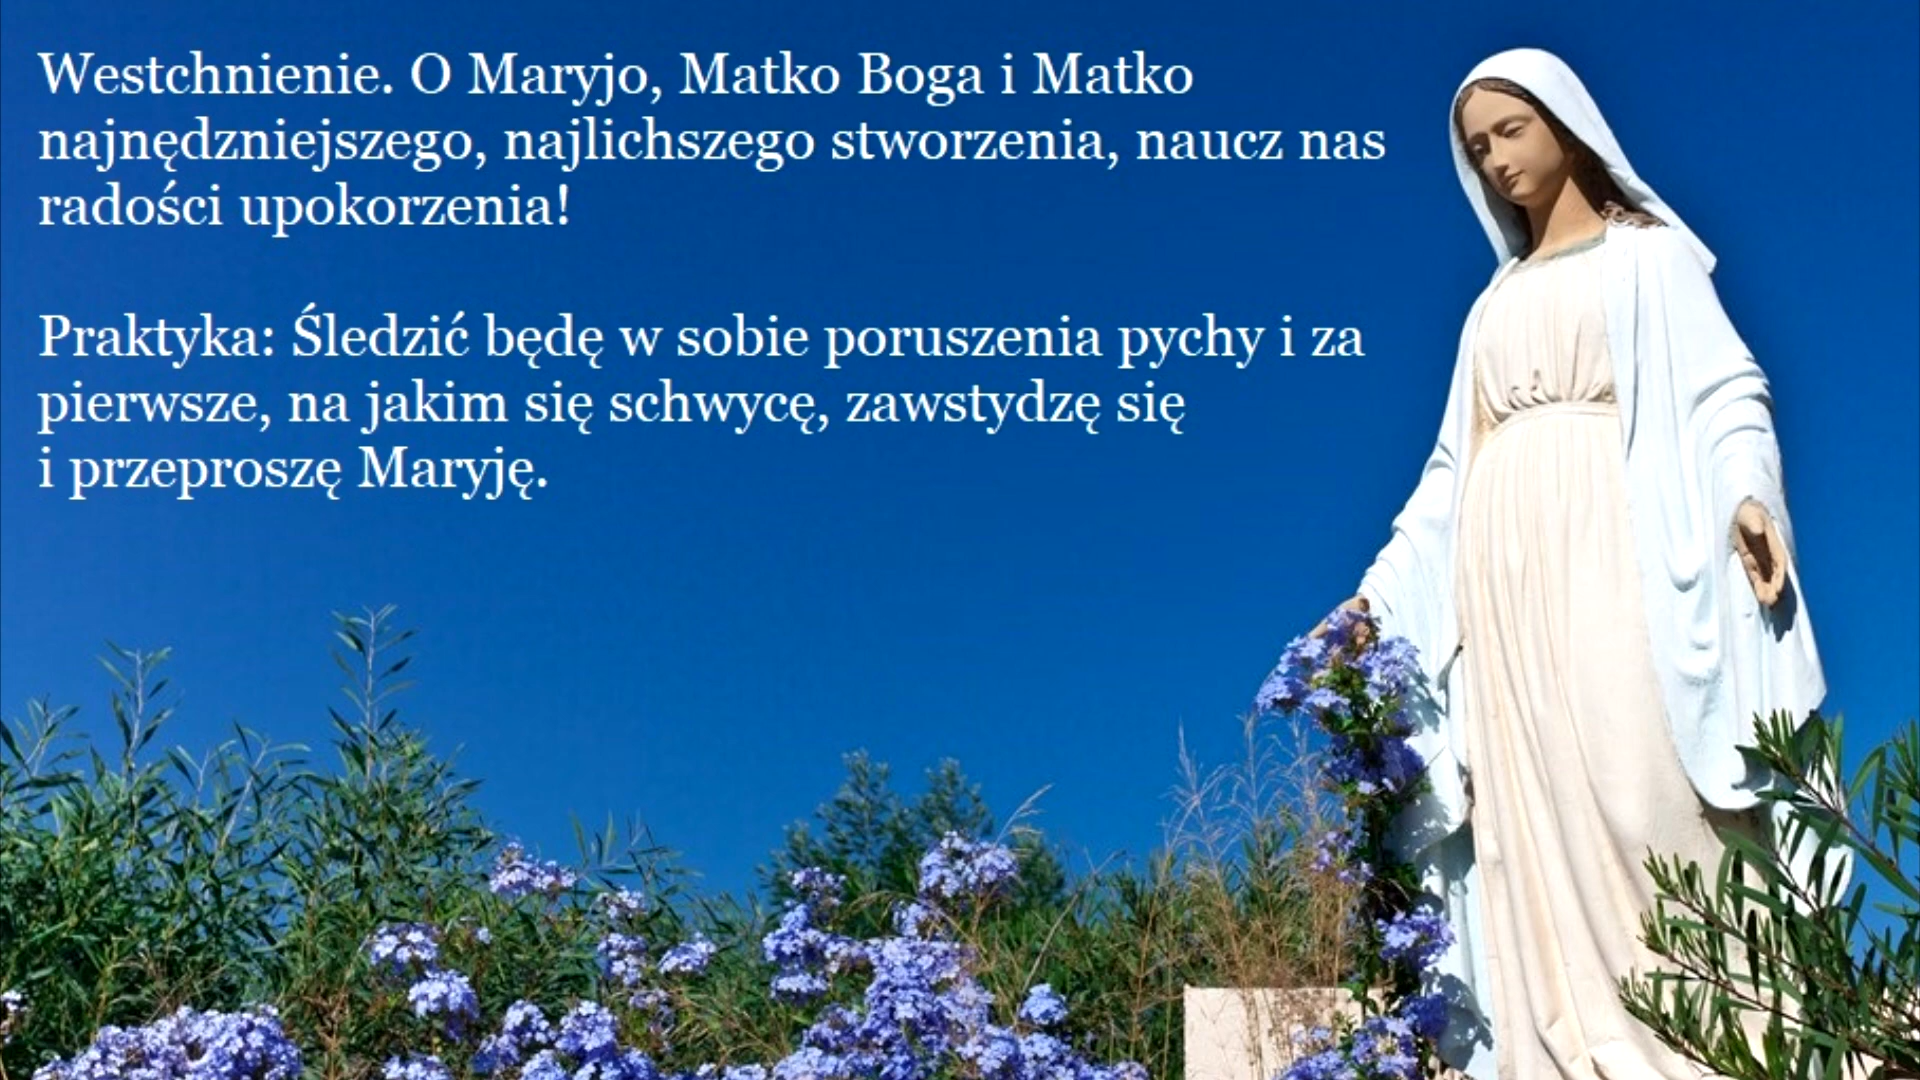 Westchnienie. O Maryjo, Matko Boga i Matko
najnędzniejszego, najlichszego stworzenia, naucz nas
radości upokorzenia!
Praktyka: Śledzić będę w sobie poruszenia pychy i za
pierwsze, na jakim się schwycę, zawstydzę się
i przeproszę Maryję.